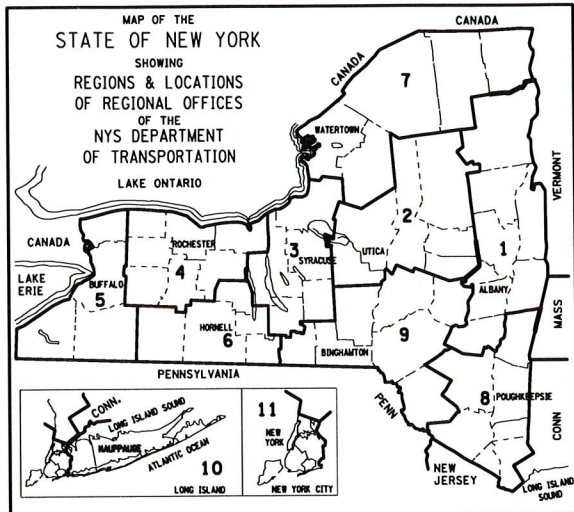 MAP OF THE
STATE OF NEW YORK
SHOWING
REGIONS & LOCATIONS
OF REGIONAL OFFICES
OF THE
NYS DEPARTMENT
OF TRANSPORTATION
LAKE ONTARIO
CANADA
CANADA
7
WATERTOWN
VERMONT
2
CANADA
ROCHESTER
3
SYRACUSE
UTICA
1
4
LAKE
ERIE
BUFFALO
5
ALBANY
MASS
HORNELL
6
9
BINGHAMTON
PENNSYLVANIA
PENN
8
POUGHKEEPSIE
CONN
NEW
JERSEY
LONG ISLAND
SOUND
CONN.
LONG ISLAND SOUND
HAUPPAUGE
ATLANTIC OCEAN
10
LONG ISLAND
11
NEW
YORK
NEW YORK CITY